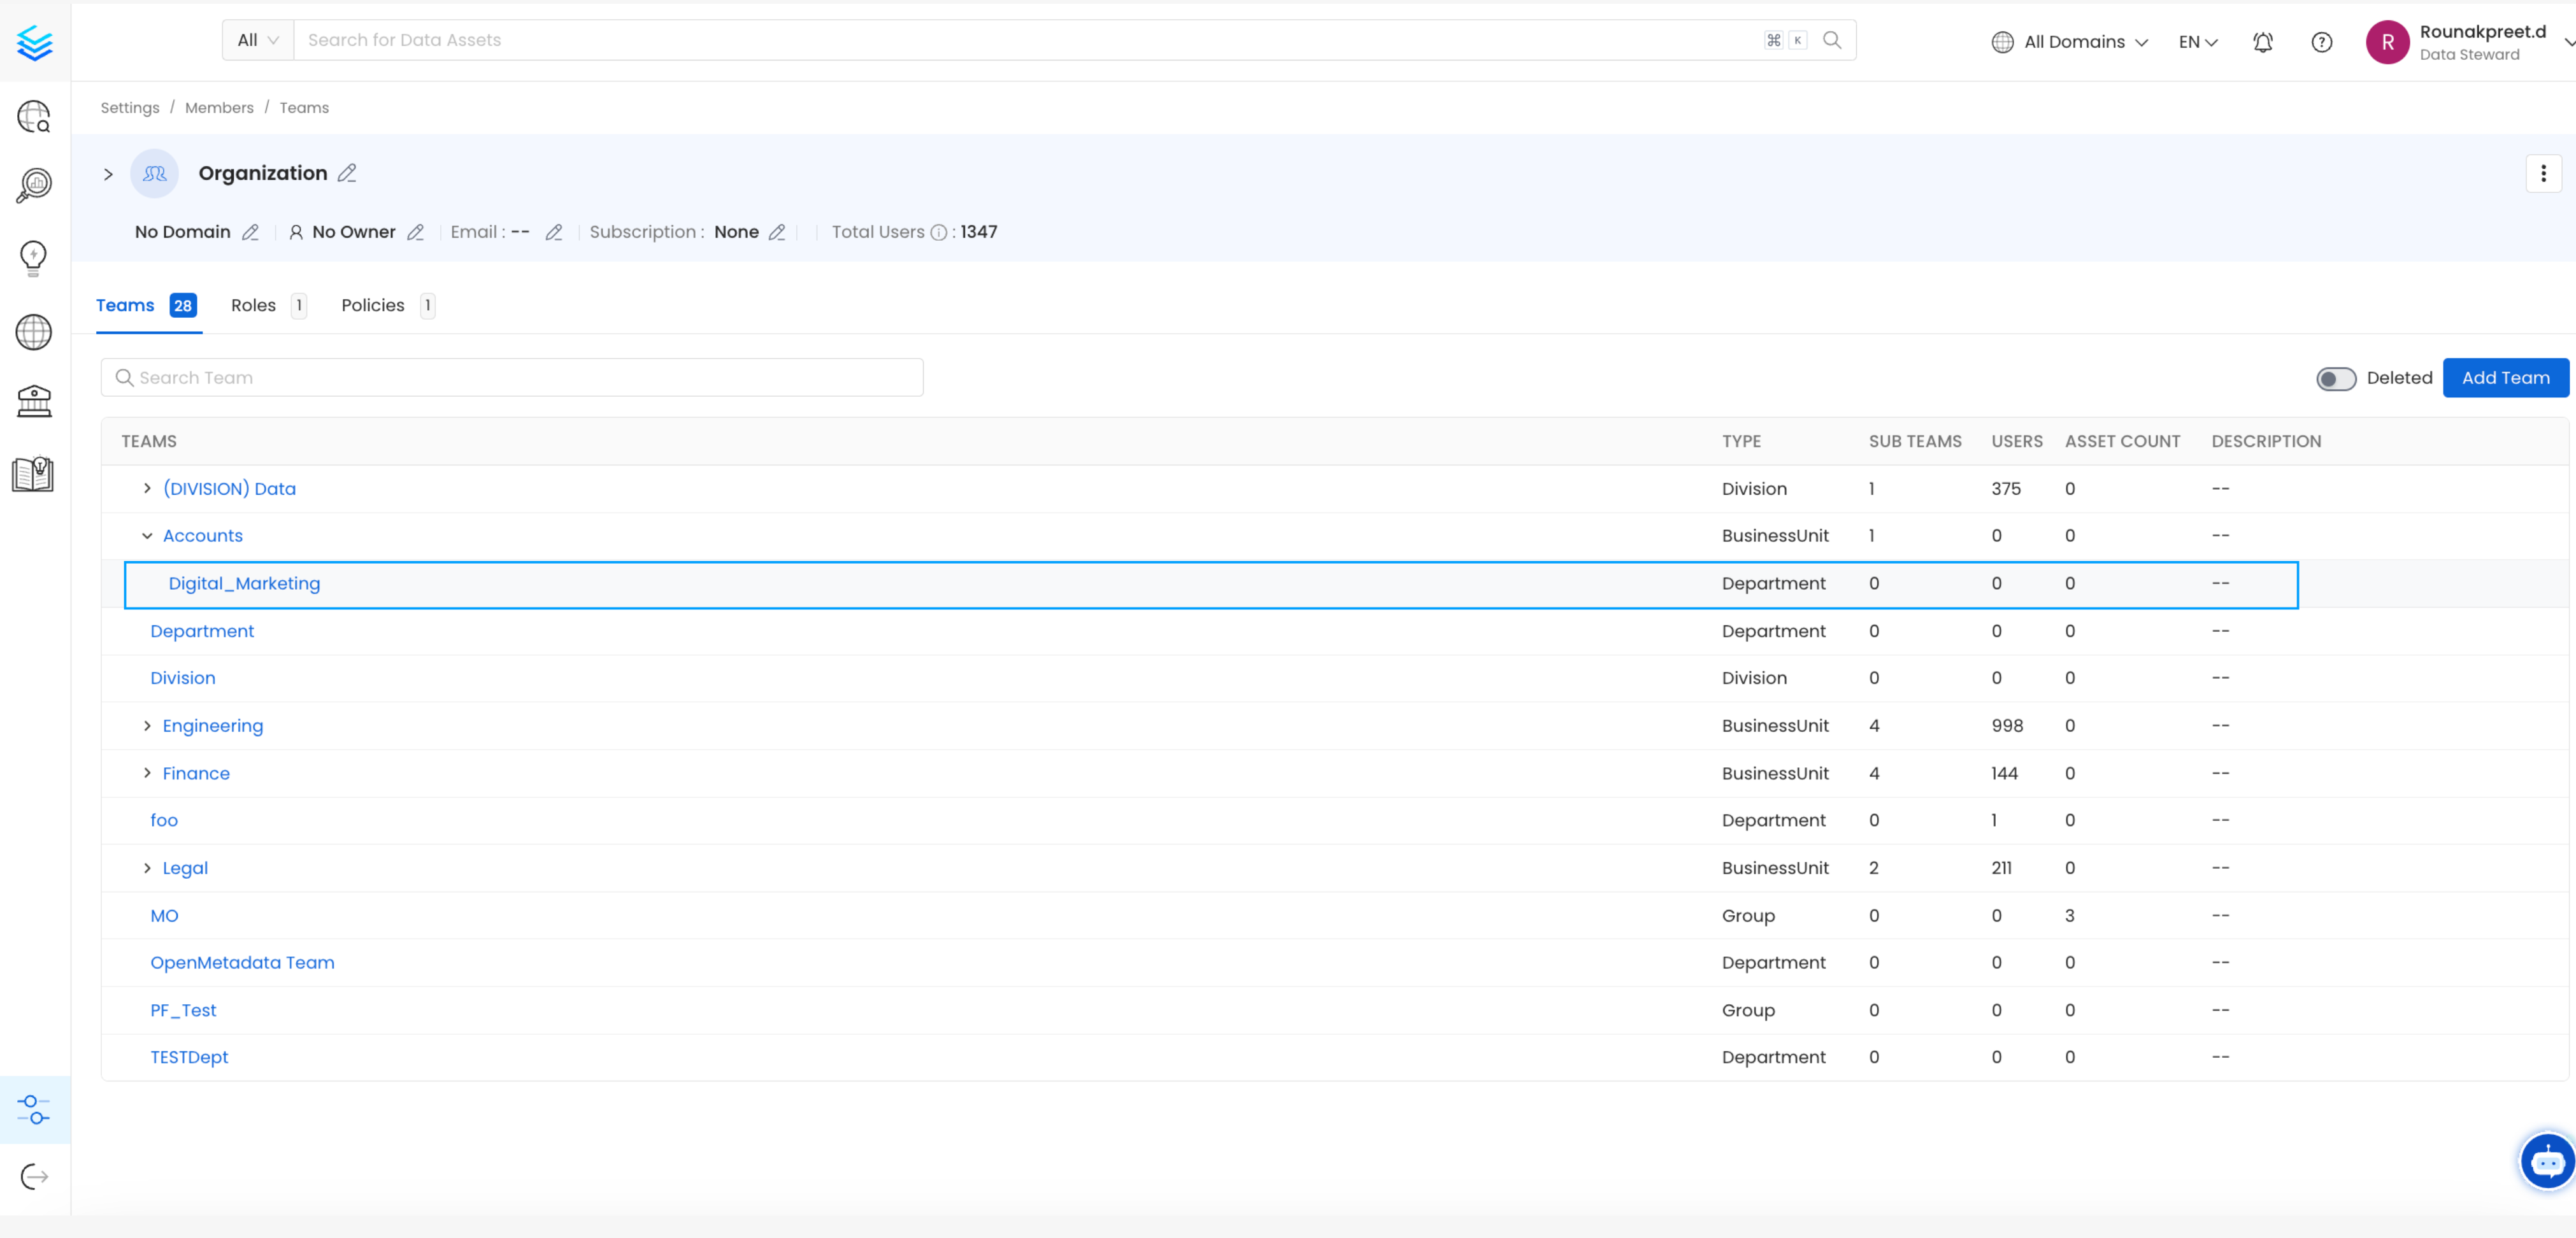 All Search for Data Assets ⌘ K All Domains EN Rounakpreet.d
R Data Steward
Settings / Members / Teams
Organization
No Domain No Owner Email : -- Subscription : None Total Users : 1347
Teams 28 Roles 1 Policies 1
Search Team Deleted Add Team
TEAMS TYPE SUB TEAMS USERS ASSET COUNT DESCRIPTION
(DIVISION) Data Division 1 375 0 --
Accounts BusinessUnit 1 0 0 --
Digital_Marketing Department 0 0 0 --
Department Department 0 0 0 --
Division Division 0 0 0 --
Engineering BusinessUnit 4 998 0 --
Finance BusinessUnit 4 144 0 --
foo Department 0 1 0 --
Legal BusinessUnit 2 211 0 --
MO Group 0 0 3 --
OpenMetadata Team Department 0 0 0 --
PF_Test Group 0 0 0 --
TESTDept Department 0 0 0 --